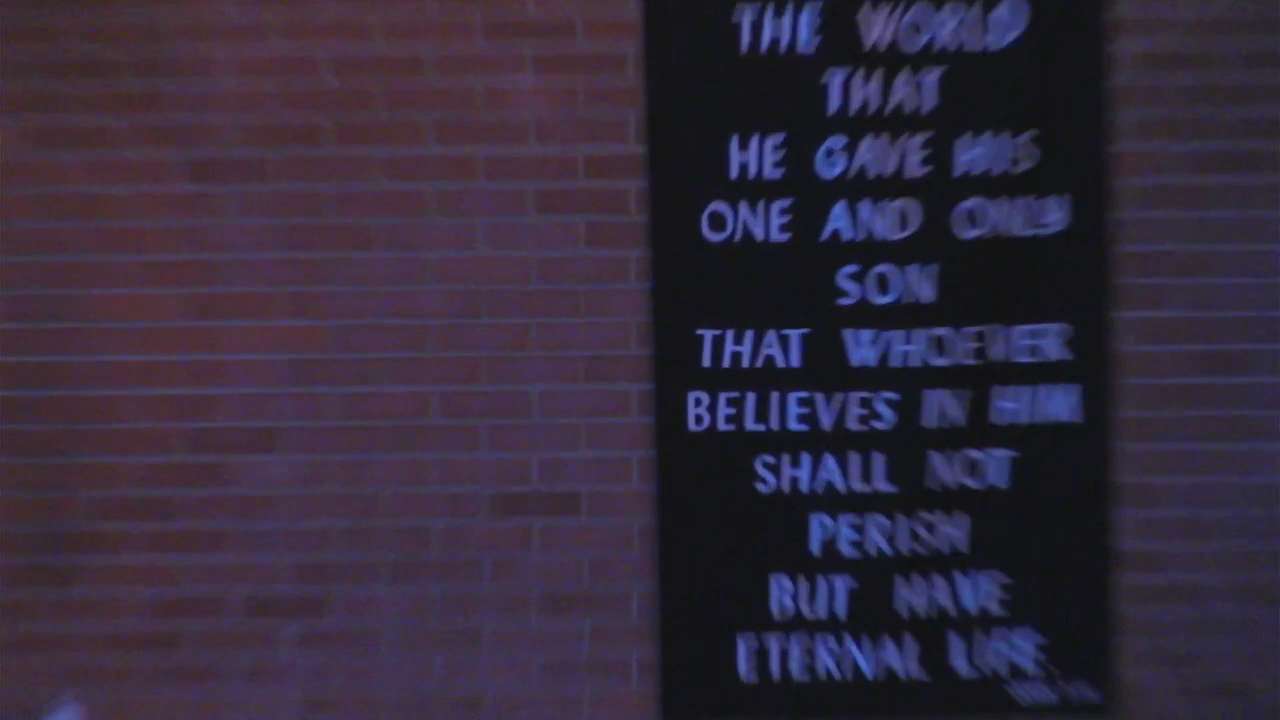 THE WORLD
THAT
HE GAVE HIS
ONE AND ONLY
SON
THAT WHOEVER
BELIEVES IN HIM
SHALL NOT
PERISH
BUT HAVE
ETERNAL LIFE